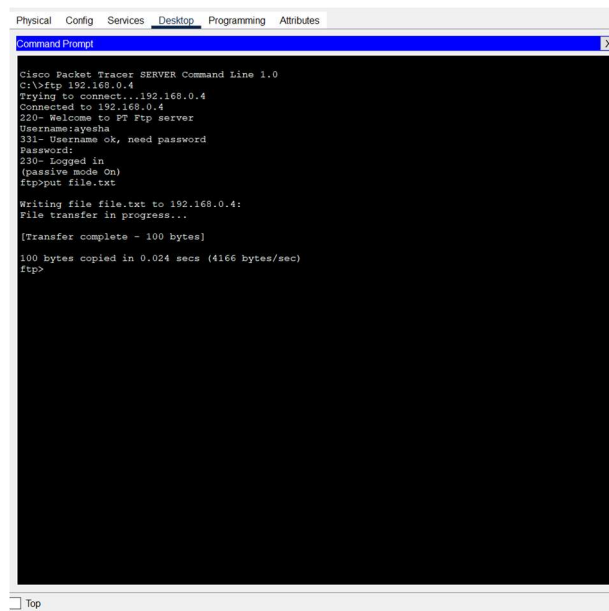 Physical Config Services Desktop Programming Attributes
Command Prompt X
Cisco Packet Tracer SERVER Command Line 1.0
C:\>ftp 192.168.0.4
Trying to connect...192.168.0.4
Connected to 192.168.0.4
220- Welcome to PT Ftp server
Username:ayesha
331- Username ok, need password
Password:
230- Logged in
(passive mode On)
ftp>put file.txt
Writing file file.txt to 192.168.0.4:
File transfer in progress...
[Transfer complete - 100 bytes]
100 bytes copied in 0.024 secs (4166 bytes/sec)
ftp>
Top